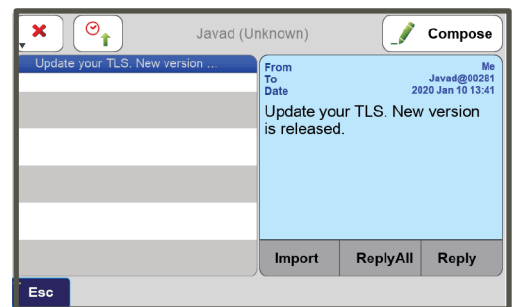 Javad (Unknown)
Compose
Update your TLS. New version ...
From Me
To Javad@00281
Date 2020 Jan 10 13:41
Update your TLS. New version
is released.
Import ReplyAll Reply
Esc